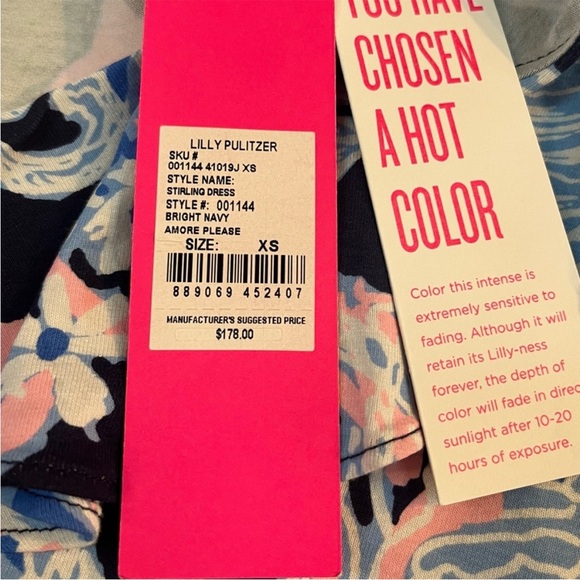 LILLY PULITZER
SKU #
001144 41019J XS
STYLE NAME:
STIRLING DRESS
STYLE #: 001144
BRIGHT NAVY
AMORE PLEASE
SIZE: XS
889069 452407
MANUFACTURER'S SUGGESTED PRICE
$178.00
YOU HAVE
CHOSEN
A HOT
COLOR
Color this intense is
extremely sensitive to
fading. Although it will
retain its Lilly-ness
forever, the depth of
color will fade in direc
sunlight after 10-20
hours of exposure.